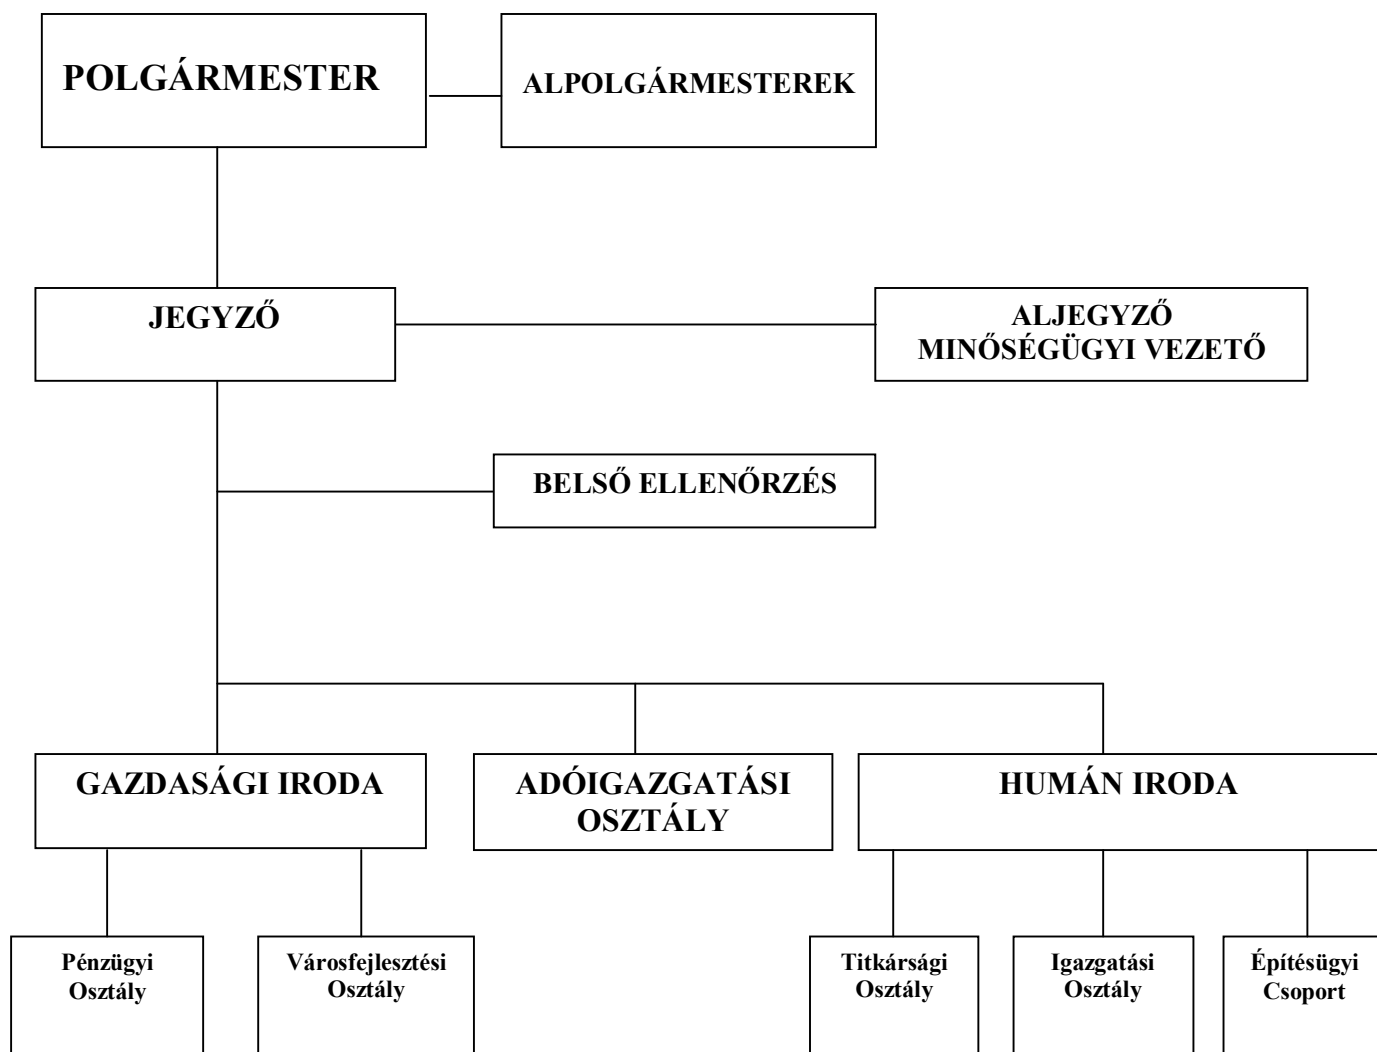 POLGÁRMESTER
ALPOLGÁRMESTEREK
JEGYZŐ
ALJEGYZŐ
MINŐSÉGÜGYI VEZETŐ
BELSŐ ELLENŐRZÉS
GAZDASÁGI IRODA
ADÓIGAZGATÁSI
OSZTÁLY
HUMÁN IRODA
Pénzügyi
Osztály
Városfejlesztési
Osztály
Titkársági
Osztály
Igazgatási
Osztály
Építésügyi
Csoport